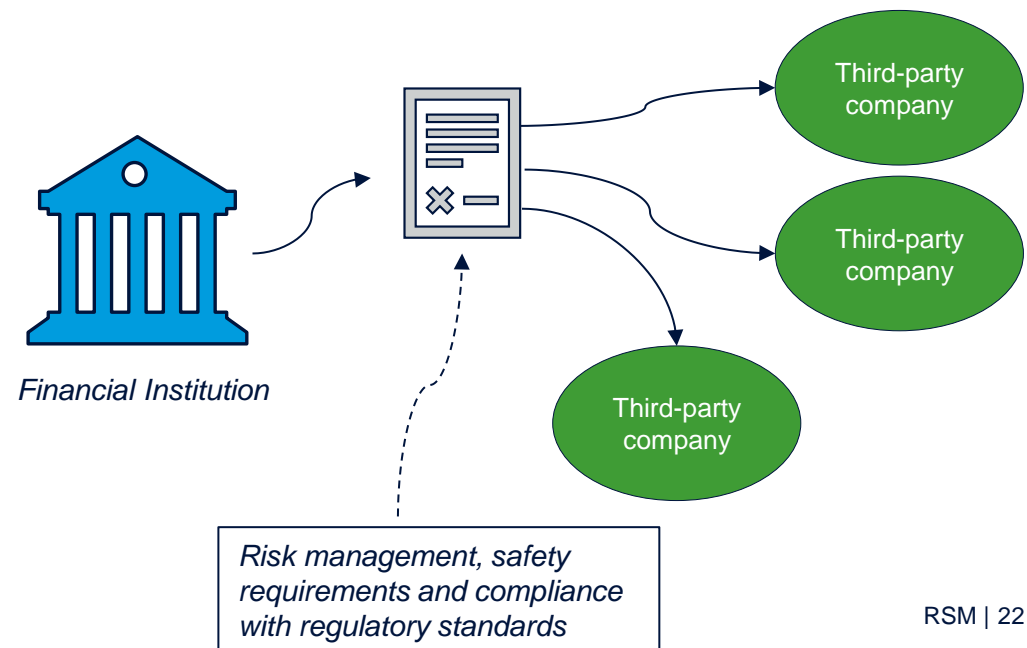 Third-party
company
Third-party
company
Financial Institution
Third-party
company
Risk management, safety
requirements and compliance
with regulatory standards
RSM | 22